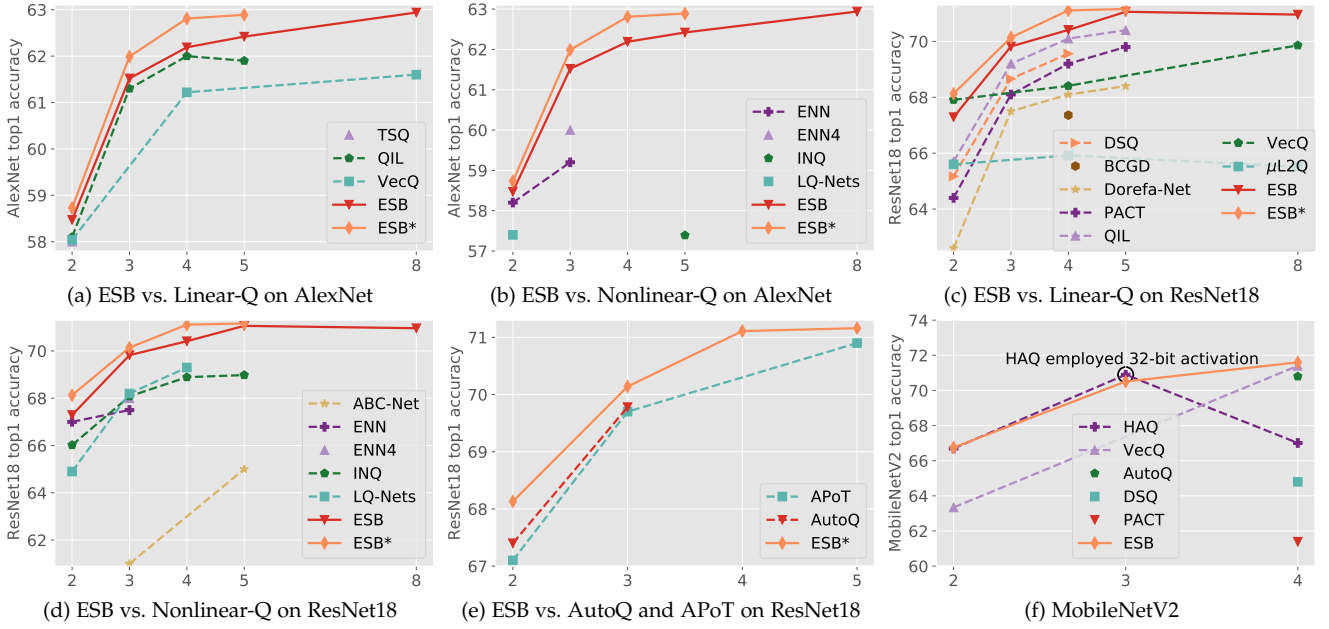 63
62
61
60
59
58
AlexNet top1 accuracy
TSQ
QIL
VecQ
ESB
ESB*
2
3
4
5
8
(a) ESB vs. Linear-Q on AlexNet
63
62
61
60
59
58
57
AlexNet top1 accuracy
ENN
ENN4
INQ
LQ-Nets
ESB
ESB*
2
3
4
5
8
(b) ESB vs. Nonlinear-Q on AlexNet
70
68
66
64
ResNet18 top1 accuracy
DSQ
BCGD
Dorefa-Net
PACT
QIL
VecQ
μL2Q
ESB
ESB*
2
3
4
5
8
(c) ESB vs. Linear-Q on ResNet18
70
68
66
64
62
ResNet18 top1 accuracy
ABC-Net
ENN
ENN4
INQ
LQ-Nets
ESB
ESB*
2
3
4
5
8
(d) ESB vs. Nonlinear-Q on ResNet18
71
70
69
68
67
ResNet18 top1 accuracy
APoT
AutoQ
ESB*
2
3
4
5
(e) ESB vs. AutoQ and APoT on ResNet18
74
72
70
68
66
64
62
60
MobileNetV2 top1 accuracy
HAQ employed 32-bit activation
HAQ
VecQ
AutoQ
DSQ
PACT
ESB
2
3
4
(f) MobileNetV2